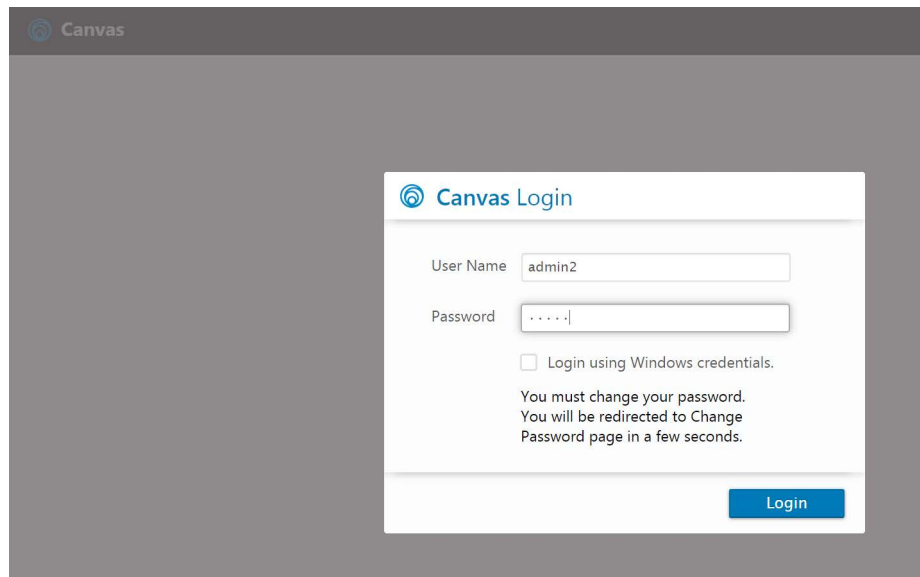 Canvas
Canvas Login
User Name admin2
Password .....
Login using Windows credentials.
You must change your password.
You will be redirected to Change
Password page in a few seconds.
Login